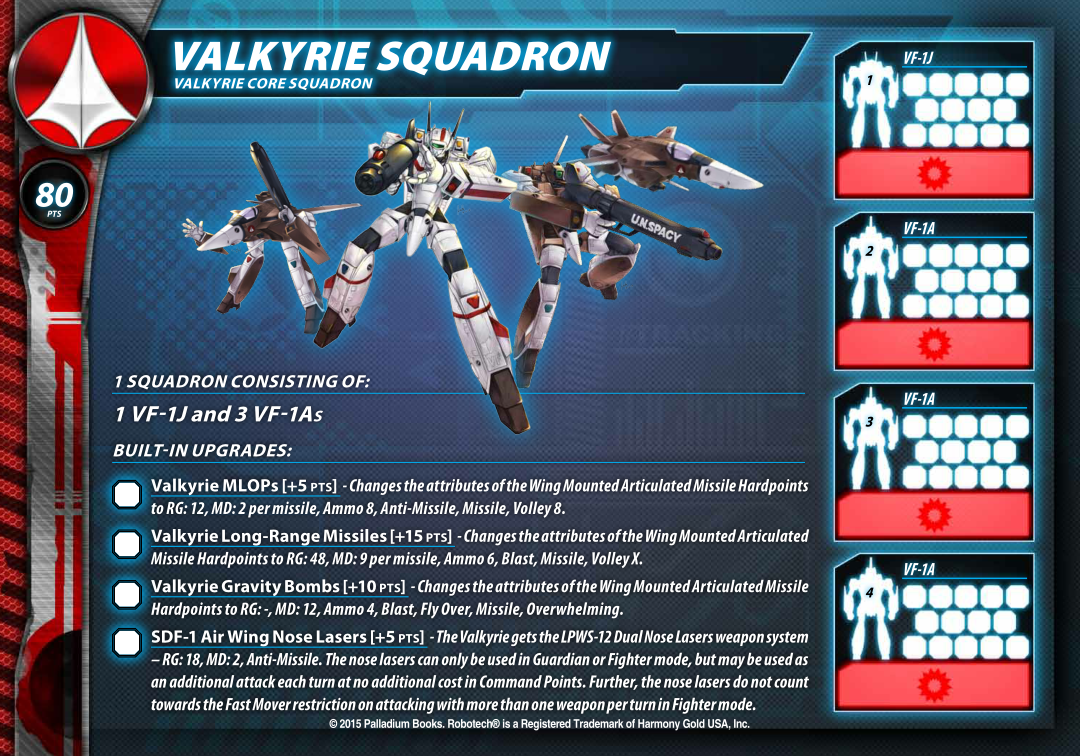 VALKYRIE SQUADRON
VALKYRIE CORE SQUADRON
80
PTS
U.N.SPACY
1 SQUADRON CONSISTING OF:
1 VF-1J and 3 VF-1As
BUILT-IN UPGRADES:
Valkyrie MLOPs [+5 PTS] - Changes the attributes of the Wing Mounted Articulated Missile Hardpoints
to RG: 12, MD: 2 per missile, Ammo 8, Anti-Missile, Missile, Volley 8.
Valkyrie Long-Range Missiles [+15 PTS] - Changes the attributes of the Wing Mounted Articulated
Missile Hardpoints to RG: 48, MD: 9 per missile, Ammo 6, Blast, Missile, Volley X.
Valkyrie Gravity Bombs [+10 PTS] - Changes the attributes of the Wing Mounted Articulated Missile
Hardpoints to RG: -, MD: 12, Ammo 4, Blast, Fly Over, Missile, Overwhelming.
SDF-1 Air Wing Nose Lasers [+5 PTS] - The Valkyrie gets the LPWS-12 Dual Nose Lasers weapon system
– RG: 18, MD: 2, Anti-Missile. The nose lasers can only be used in Guardian or Fighter mode, but may be used as
an additional attack each turn at no additional cost in Command Points. Further, the nose lasers do not count
towards the Fast Mover restriction on attacking with more than one weapon per turn in Fighter mode.
© 2015 Palladium Books. Robotech® is a Registered Trademark of Harmony Gold USA, Inc.
VF-1J
1
VF-1A
2
VF-1A
3
VF-1A
4